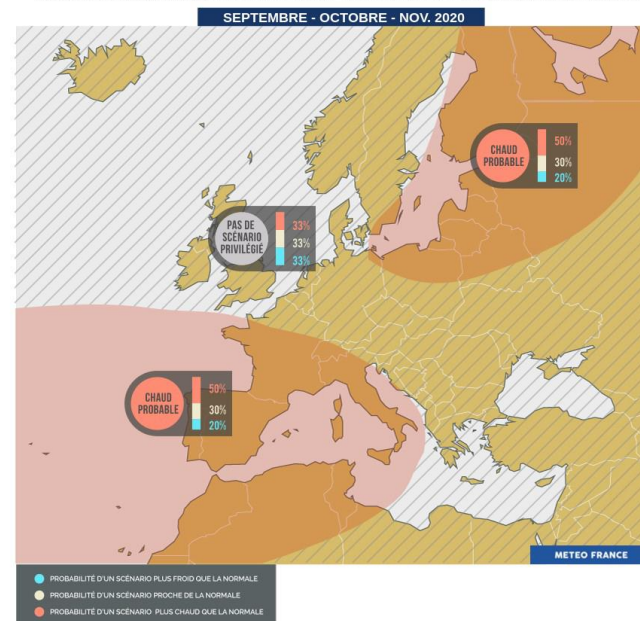 SEPTEMBRE - OCTOBRE - NOV. 2020
CHAUD
PROBABLE
50%
30%
20%
PAS DE
SCÉNARIO
PRIVILÉGIÉ
33%
33%
33%
CHAUD
PROBABLE
50%
30%
20%
METEO FRANCE
PROBABILITÉ D'UN SCÉNARIO PLUS FROID QUE LA NORMALE
PROBABILITÉ D'UN SCÉNARIO PROCHE DE LA NORMALE
PROBABILITÉ D'UN SCÉNARIO PLUS CHAUD QUE LA NORMALE